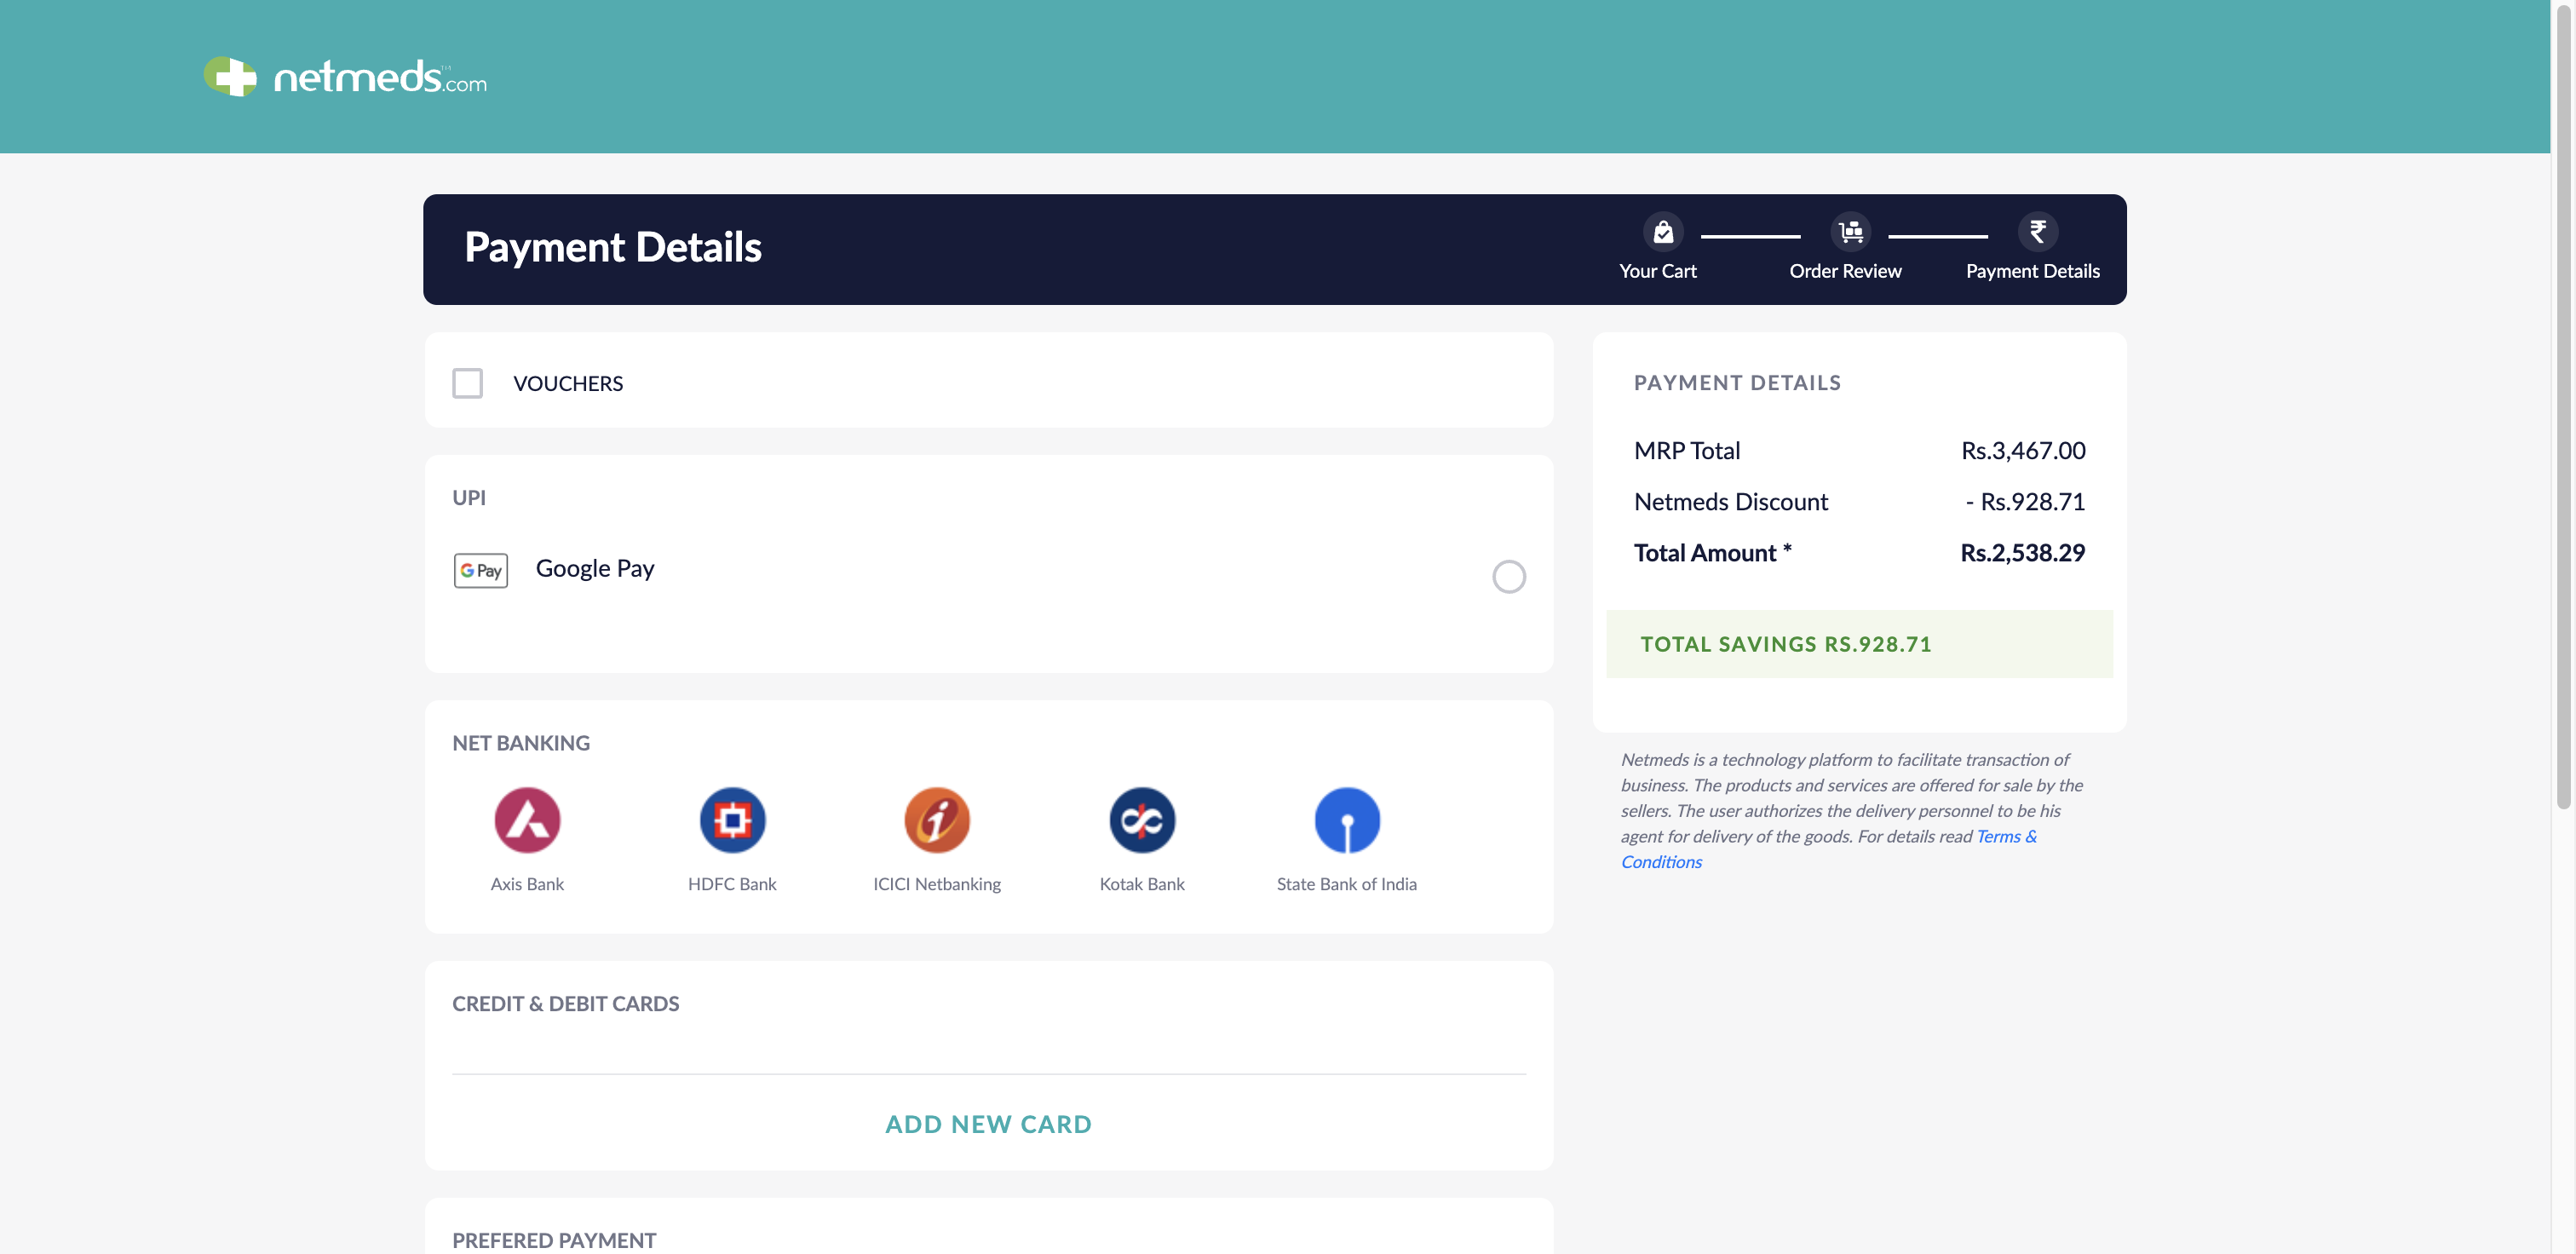 netmeds.com
Payment Details
Your Cart
Order Review
Payment Details
VOUCHERS
UPI
G Pay
Google Pay
NET BANKING
Axis Bank
HDFC Bank
ICICI Netbanking
Kotak Bank
State Bank of India
CREDIT & DEBIT CARDS
ADD NEW CARD
PREFERED PAYMENT
PAYMENT DETAILS
MRP Total Rs.3,467.00
Netmeds Discount - Rs.928.71
Total Amount * Rs.2,538.29
TOTAL SAVINGS RS.928.71
Netmeds is a technology platform to facilitate transaction of
business. The products and services are offered for sale by the
sellers. The user authorizes the delivery personnel to be his
agent for delivery of the goods. For details read Terms &
Conditions